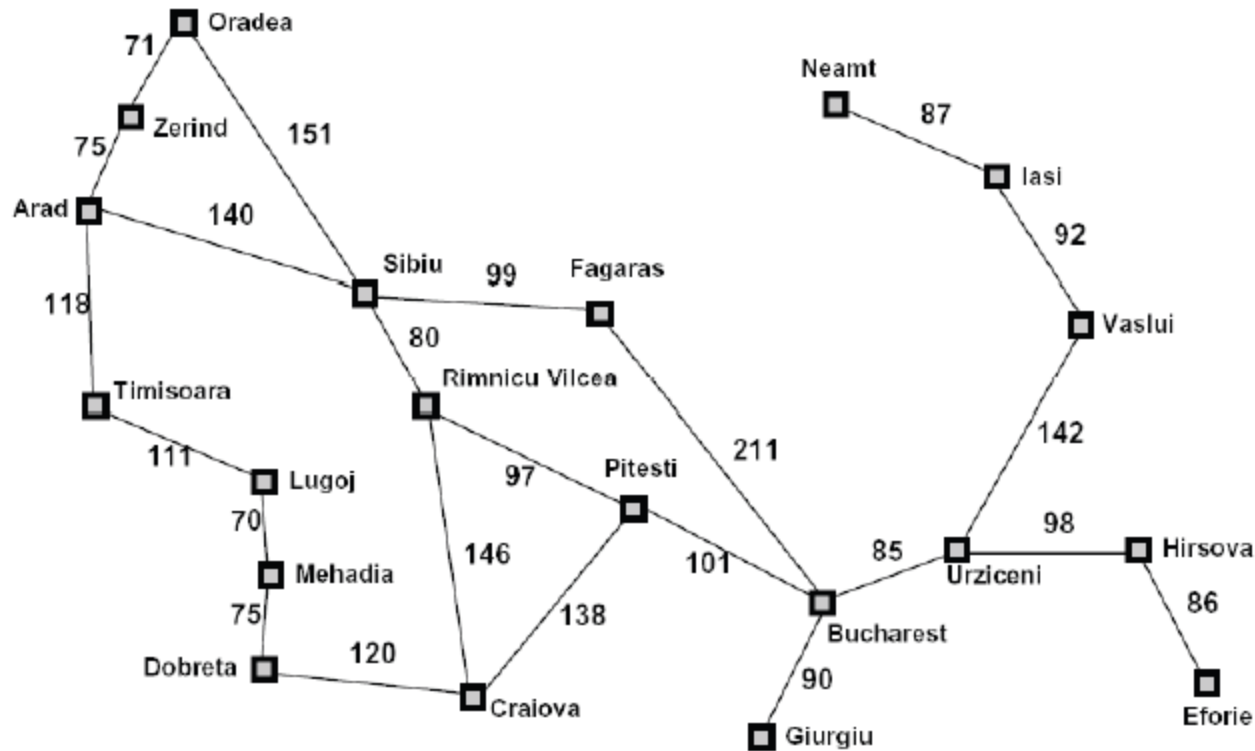 Oradea
71
Neamt
87
Zerind
75
151
Iasi
Arad
140
92
Sibiu
99
Fagaras
118
80
Vaslui
Rimnicu Vilcea
Timisoara
142
211
111
Lugoj
97
Pitesti
70
98
Hirsova
146
85
101
Urziceni
Mehadia
75
138
86
Bucharest
Dobreta
120
90
Craiova
Eforie
Giurgiu